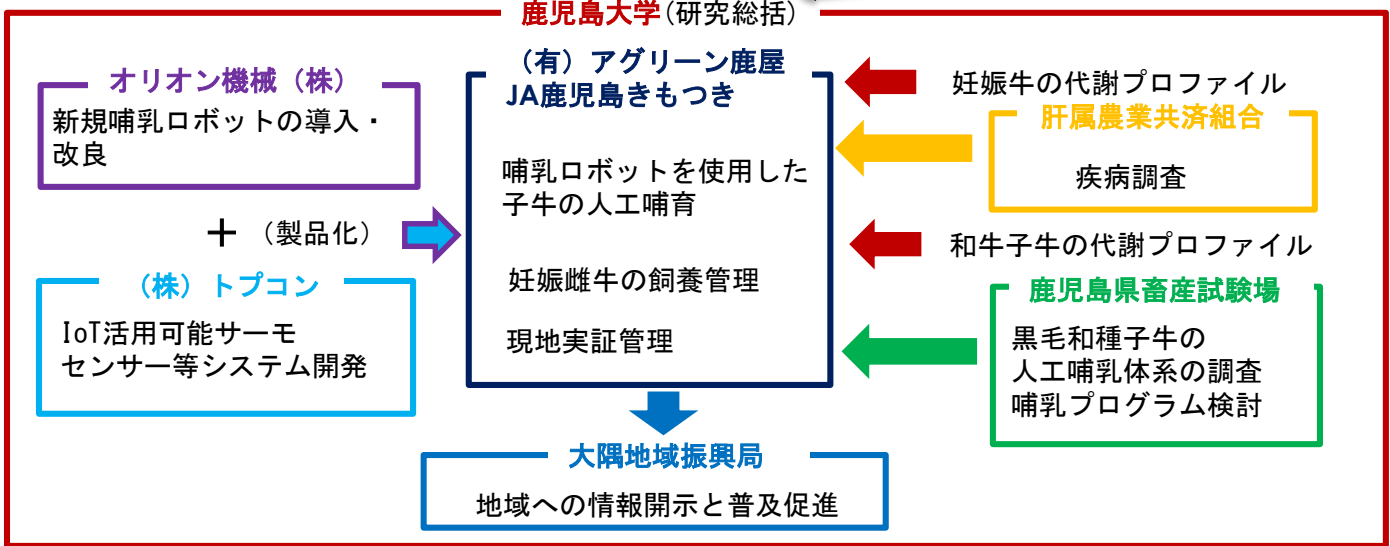 鹿児島大学(研究総括)
オリオン機械（株）
新規哺乳ロボットの導入・
改良
＋（製品化）
（株）トプコン
IoT活用可能サーモ
センサー等システム開発
（有）アグリーン鹿屋
JA鹿児島きもつき
哺乳ロボットを使用した
子牛の人工哺育
妊娠雌牛の飼養管理
現地実証管理
妊娠牛の代謝プロファイル
肝属農業共済組合
疾病調査
和牛子牛の代謝プロファイル
鹿児島県畜産試験場
黒毛和種子牛の
人工哺乳体系の調査
哺乳プログラム検討
大隅地域振興局
地域への情報開示と普及促進